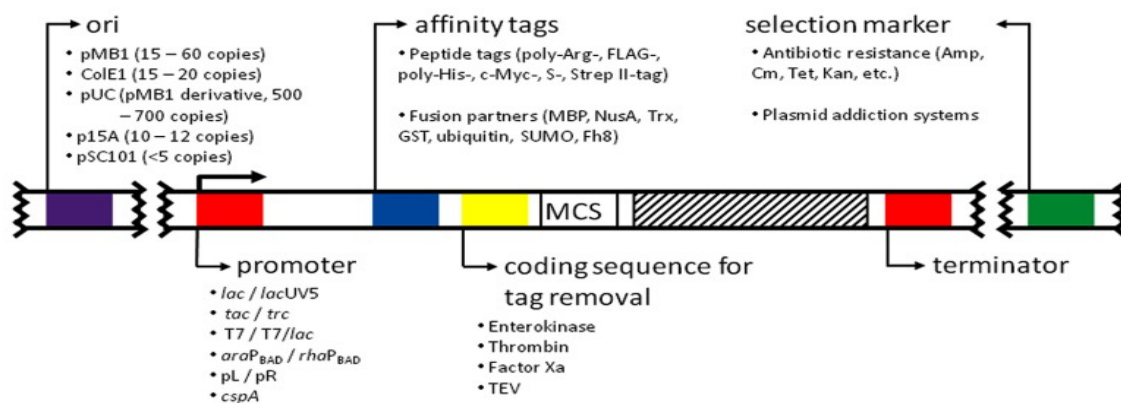 ori
• pMB1 (15 – 60 copies)
• ColE1 (15 – 20 copies)
• pUC (pMB1 derivative, 500
– 700 copies)
• p15A (10 – 12 copies)
• pSC101 (<5 copies)
affinity tags
• Peptide tags (poly-Arg-, FLAG-,
poly-His-, c-Myc-, S-, Strep II-tag)
• Fusion partners (MBP, NusA, Trx,
GST, ubiquitin, SUMO, Fh8)
selection marker
• Antibiotic resistance (Amp,
Cm, Tet, Kan, etc.)
• Plasmid addiction systems
MCS
promoter
• lac / lacUV5
• tac / trc
• T7 / T7/lac
• araPBAD / rhaPBAD
• pL / pR
• cspA
coding sequence for
tag removal
• Enterokinase
• Thrombin
• Factor Xa
• TEV
terminator